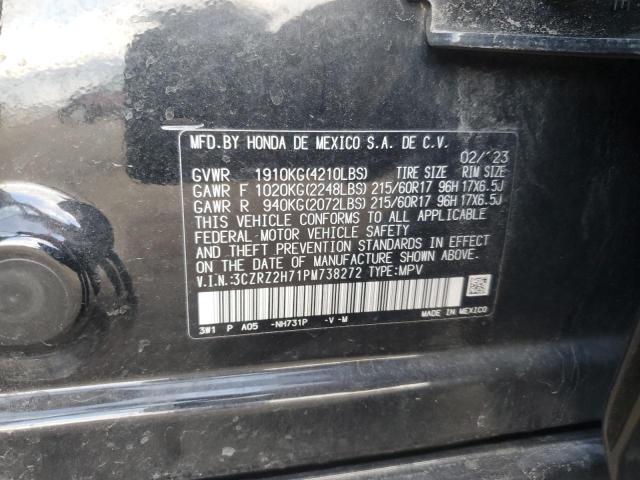 MFD.BY HONDA DE MEXICO S.A. DE C.V.
02/ 23
GVWR 1910KG(4210LBS) TIRE SIZE RIM SIZE
GAWR F 1020KG(2248LBS) 215/60R17 96H 17X6.5J
GAWR R 940KG(2072LBS) 215/60R17 96H 17X6.5J
THIS VEHICLE CONFORMS TO ALL APPLICABLE
FEDERAL MOTOR VEHICLE SAFETY
AND THEFT PREVENTION STANDARDS IN EFFECT
ON THE DATE OF MANUFACTURE SHOWN ABOVE.
V.I.N.:3CZRZ2H71PM738272 TYPE:MPV
3W1 P A05 -NH731P -V -M
MADE IN MEXICO